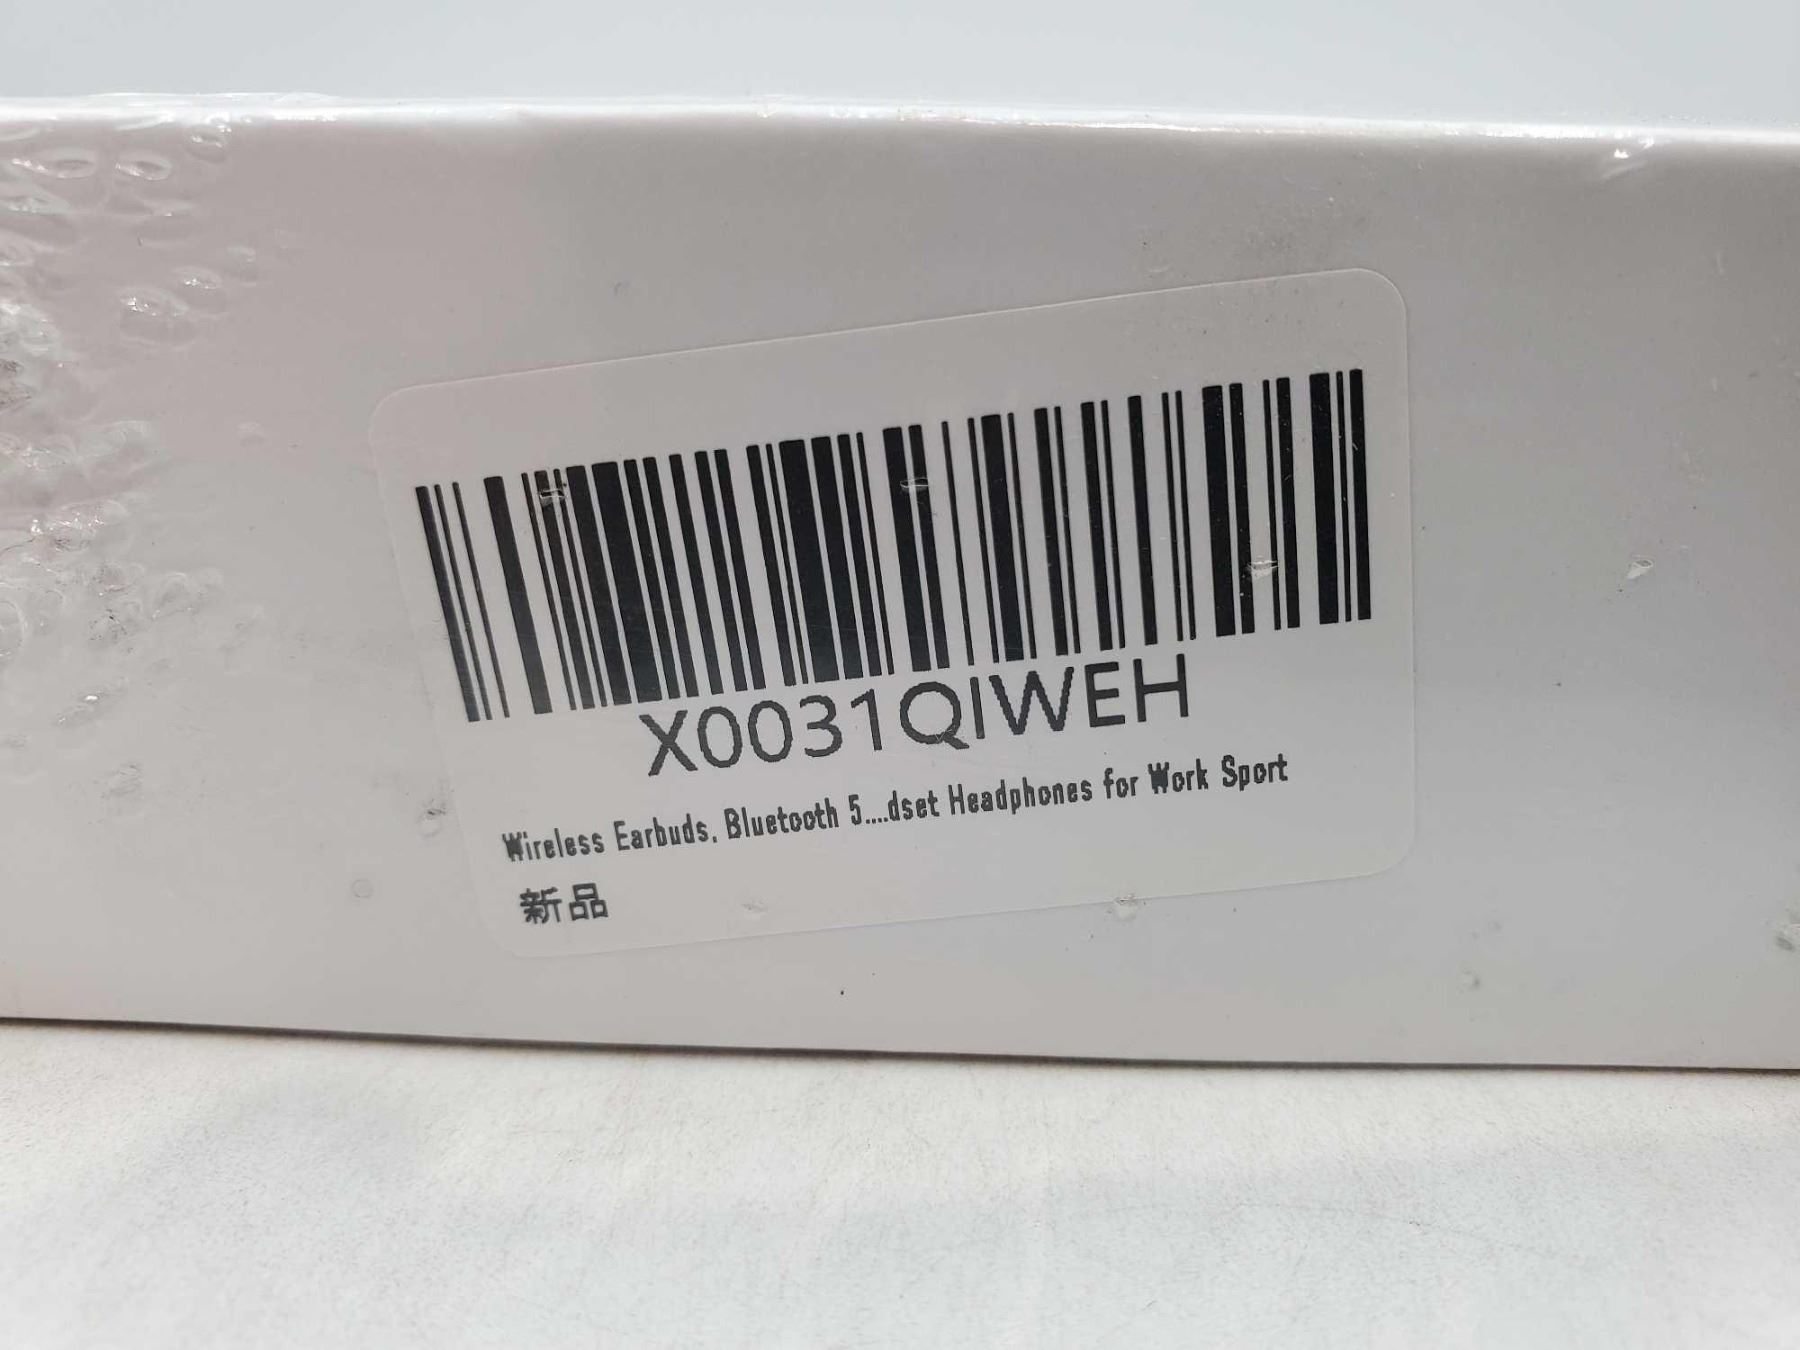 X0031QIWEH
Wireless Earbuds, Bluetooth 5....dset Headphones for Work Sport
新品